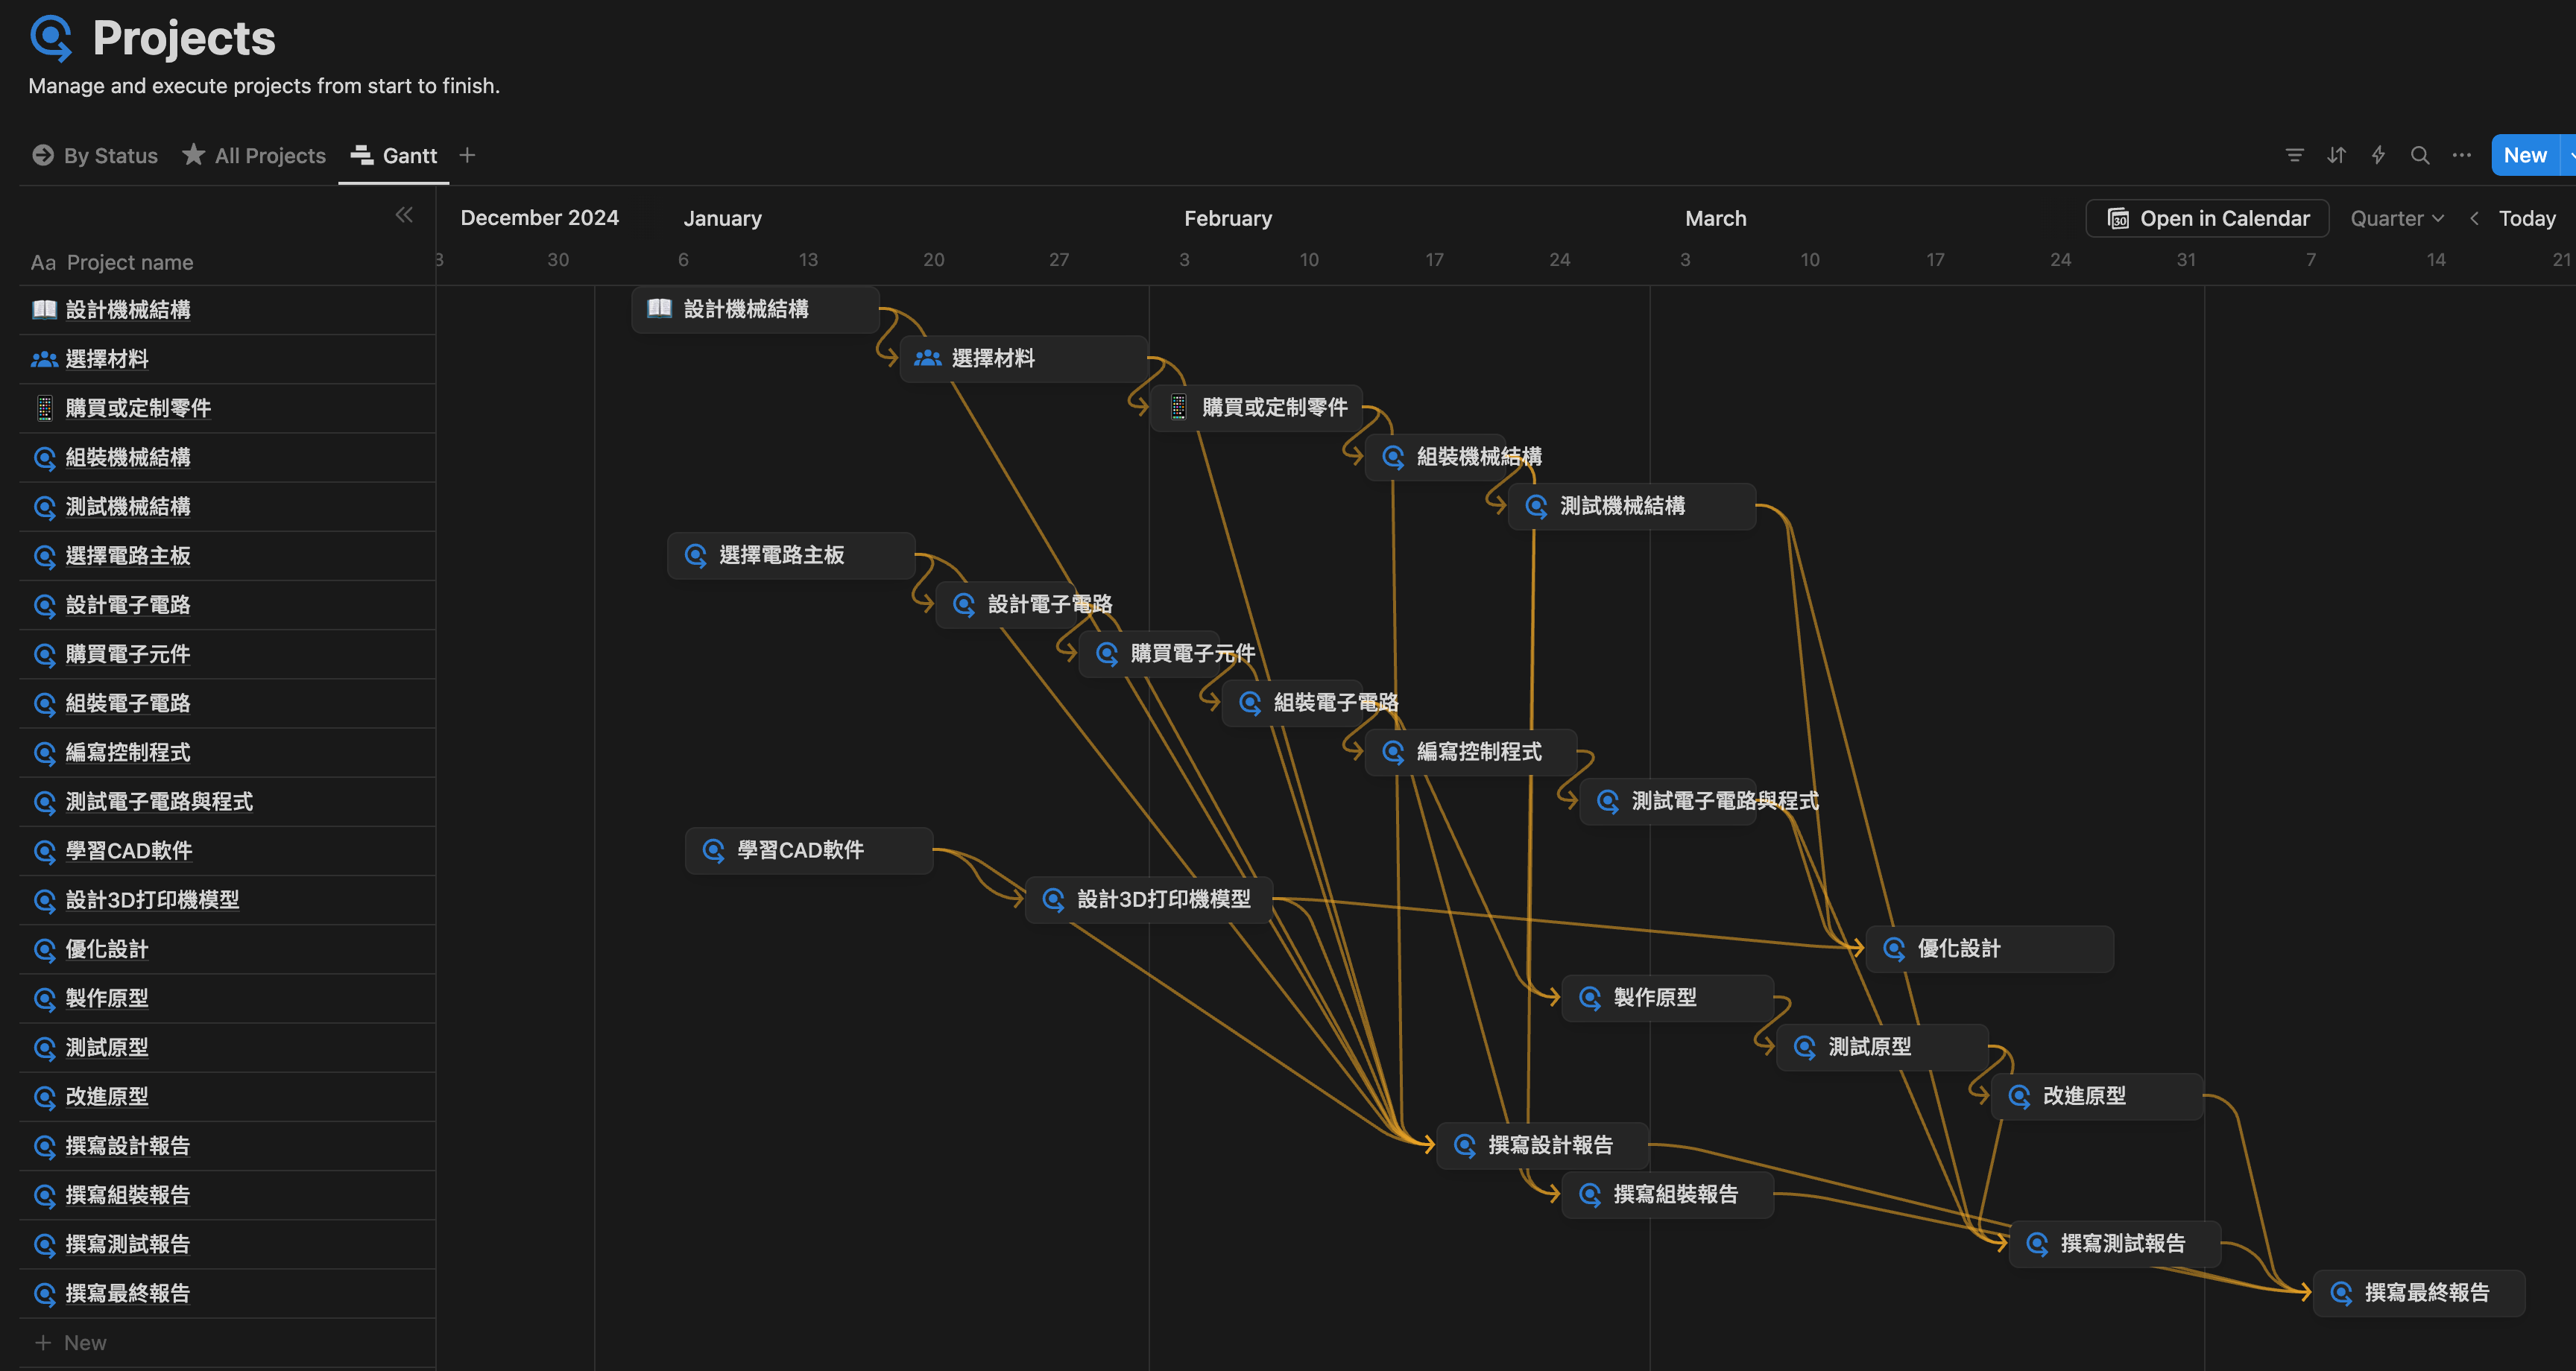 Projects
Manage and execute projects from start to finish.
By Status All Projects Gantt
New
December 2024 January February March
Open in Calendar Quarter Today
Aa Project name
30 6 13 20 27 3 10 17 24 3 10 17 24 31 7 14 21
設計機械結構 設計機械結構
選擇材料 選擇材料
購買或定制零件 購買或定制零件
組裝機械結構 組裝機械結構
測試機械結構 測試機械結構
選擇電路主板 選擇電路主板
設計電子電路 設計電子電路
購買電子元件 購買電子元件
組裝電子電路 組裝電子電路
編寫控制程式 編寫控制程式
測試電子電路與程式 測試電子電路與程式
學習CAD軟件 學習CAD軟件
設計3D打印機模型 設計3D打印機模型
優化設計 優化設計
製作原型 製作原型
測試原型 測試原型
改進原型 改進原型
撰寫設計報告 撰寫設計報告
撰寫組裝報告 撰寫組裝報告
撰寫測試報告 撰寫測試報告
撰寫最終報告 撰寫最終報告
New